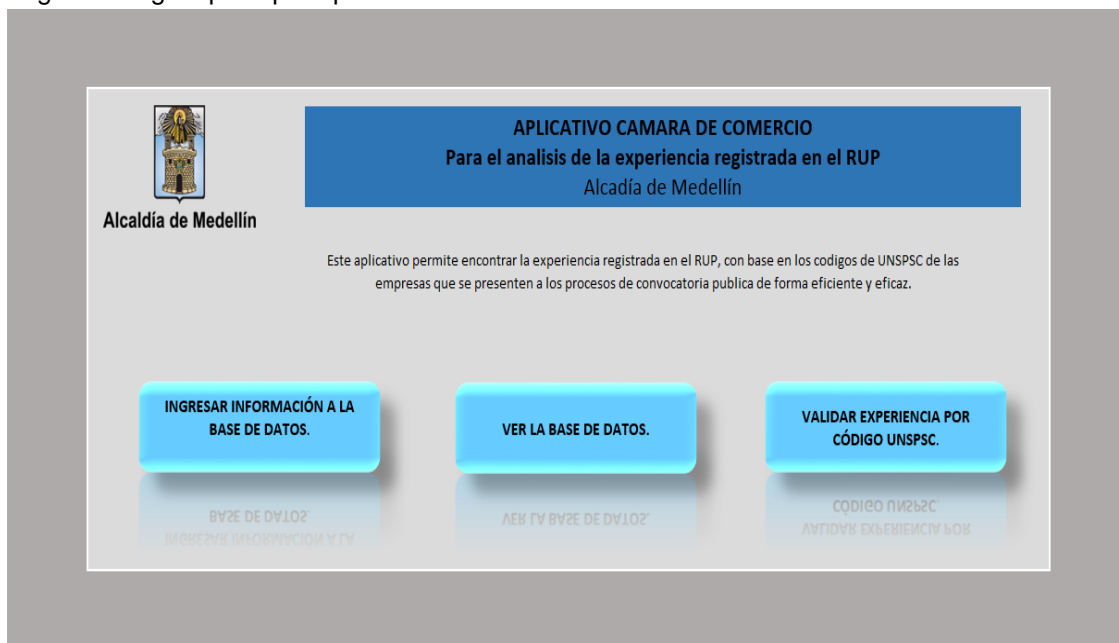 APLICATIVO CAMARA DE COMERCIO
Para el analisis de la experiencia registrada en el RUP
Alcadía de Medellín
Alcaldía de Medellín
Este aplicativo permite encontrar la experiencia registrada en el RUP, con base en los codigos de UNSPSC de las
empresas que se presenten a los procesos de convocatoria publica de forma eficiente y eficaz.
INGRESAR INFORMACIÓN A LA
BASE DE DATOS.
VER LA BASE DE DATOS.
VALIDAR EXPERIENCIA POR
CÓDIGO UNSPSC.